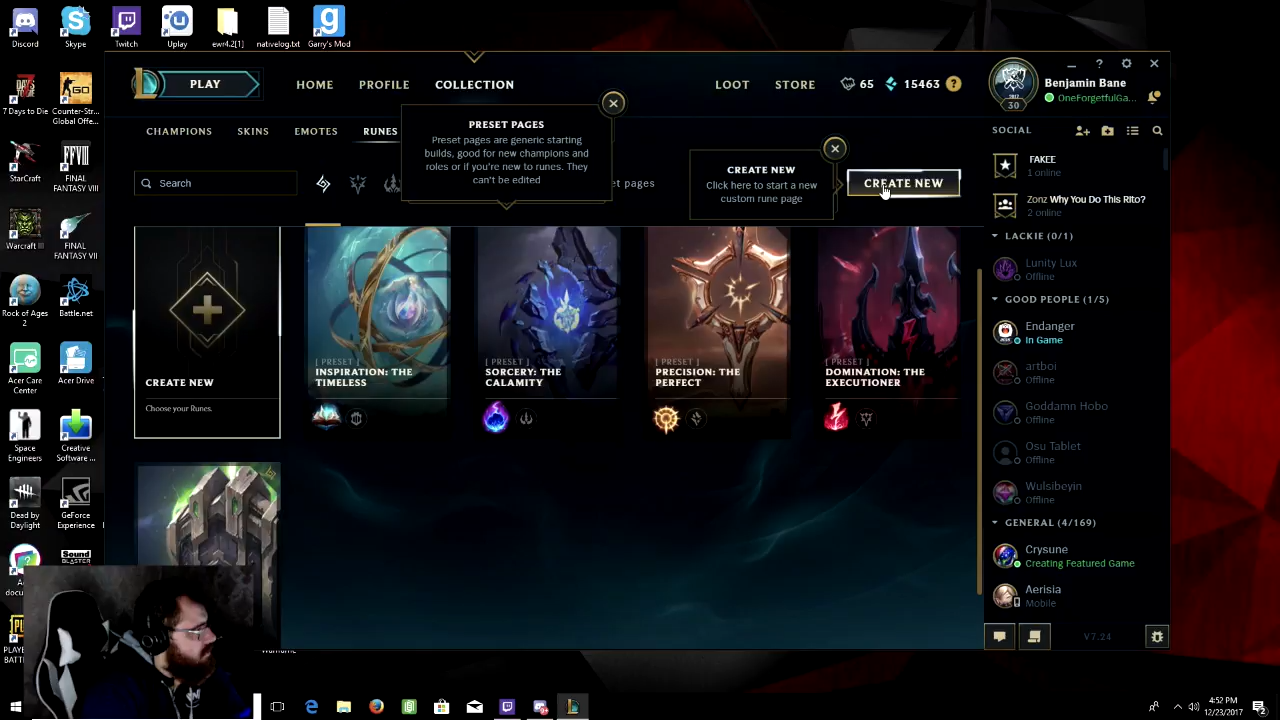 Discord
Skype
Twitch
Uplay
ewr4.2[1]
nativelog.txt
Garry's Mod
7 Days to Die
Counter-Str...
Global Offe...
StarCraft
FINAL
FANTASY VIII
Warcraft III
FINAL
FANTASY VII
Rock of Ages
2
Battle.net
Acer Care
Center
Acer Drive
Space
Engineers
Creative
Software ...
Dead by
Daylight
GeForce
Experience
PLAY
HOME
PROFILE
COLLECTION
LOOT
STORE
65
15463
?
CHAMPIONS
SKINS
EMOTES
RUNES
Search
PRESET PAGES
Preset pages are generic starting
builds, good for new champions and
roles or if you're new to runes. They
can't be edited
et pages
CREATE NEW
Click here to start a new
custom rune page
CREATE NEW
CREATE NEW
Choose your Runes.
[ PRESET ]
INSPIRATION: THE
TIMELESS
[ PRESET ]
SORCERY: THE
CALAMITY
[ PRESET ]
PRECISION: THE
PERFECT
[ PRESET ]
DOMINATION: THE
EXECUTIONER
?
2017
30
Benjamin Bane
OneForgetfulGa...
SOCIAL
FAKEE
1 online
Zonz Why You Do This Rito?
2 online
LACKIE (0/1)
Lunity Lux
Offline
GOOD PEOPLE (1/5)
Endanger
In Game
artboi
Offline
Goddamn Hobo
Offline
Osu Tablet
Offline
Wulsibeyin
Offline
GENERAL (4/169)
Crysune
Creating Featured Game
Aerisia
Mobile
V7.24
4:52 PM
12/23/2017
2